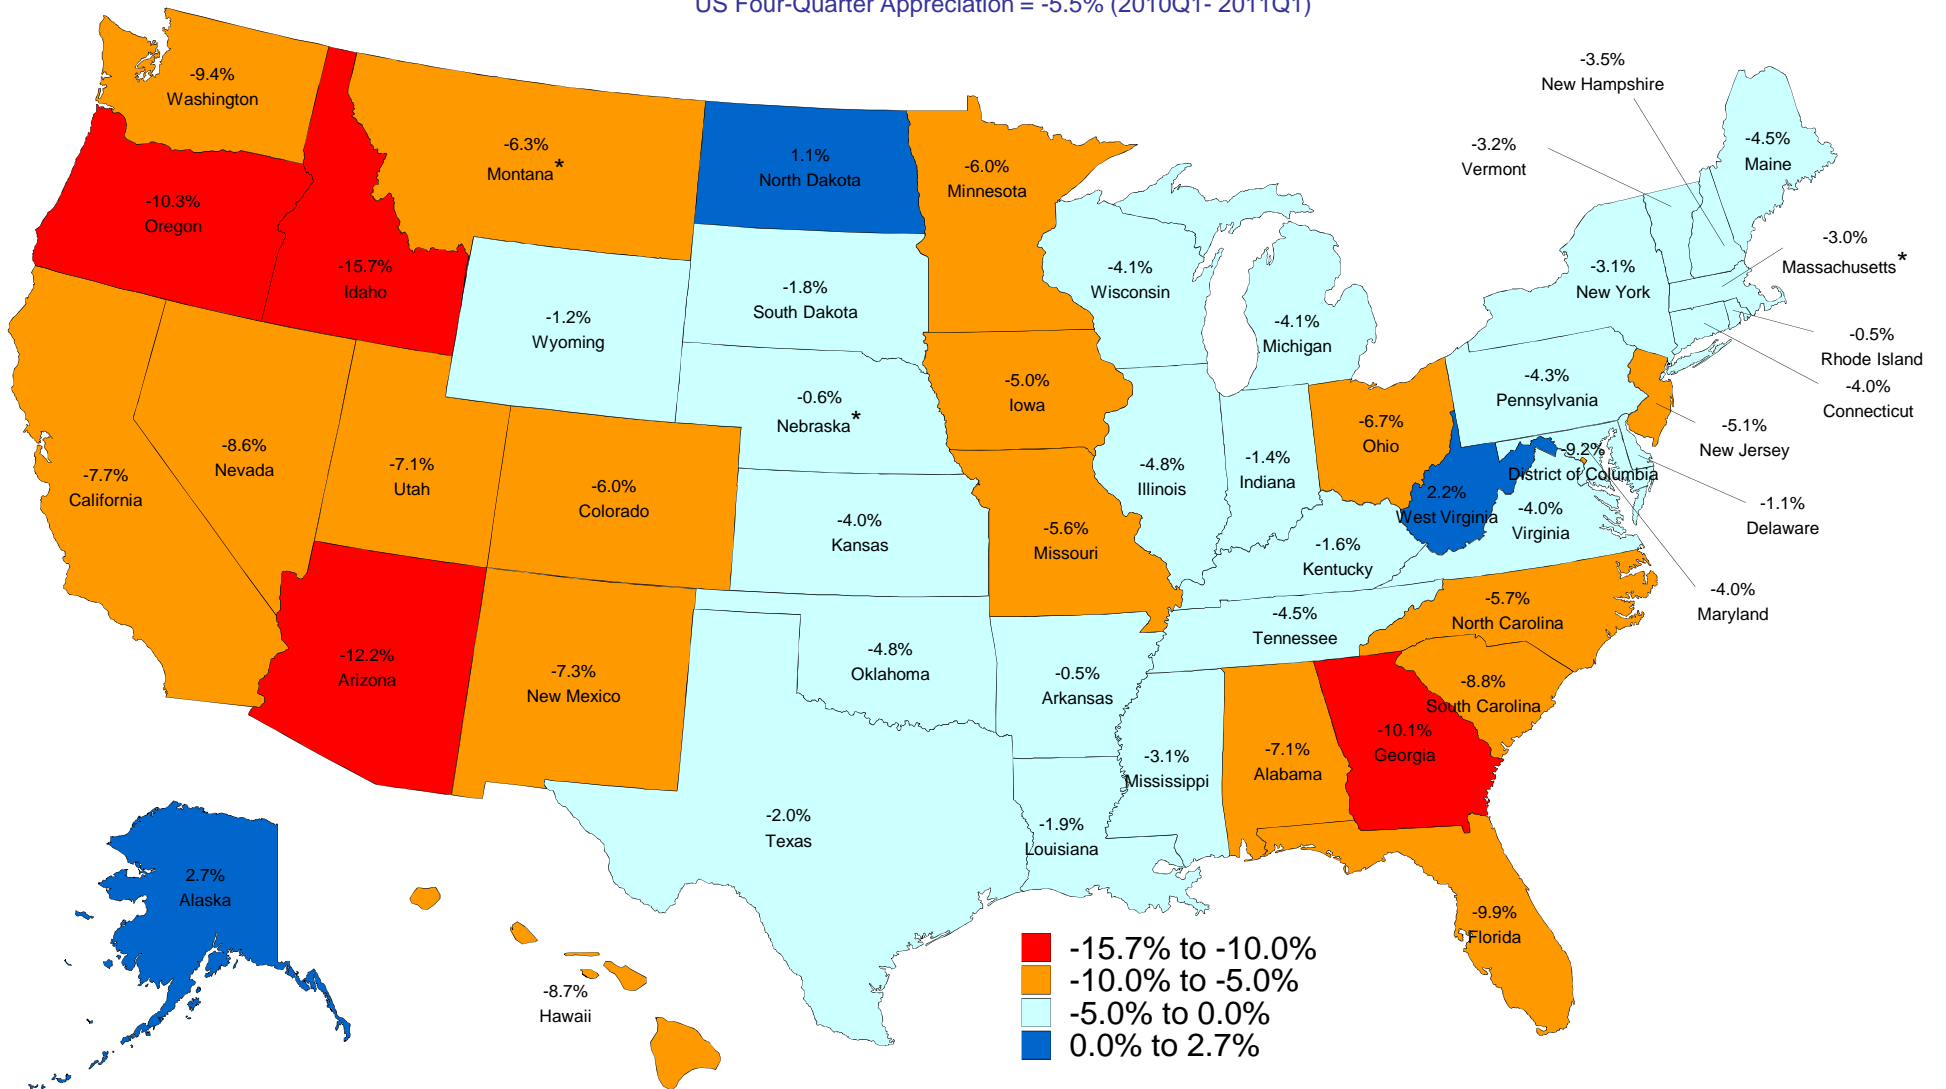 US Four-Quarter Appreciation = -5.5% (2010Q1- 2011Q1)
-9.4%
Washington
-10.3%
Oregon
-15.7%
Idaho
-6.3%
Montana*
1.1%
North Dakota
-6.0%
Minnesota
-1.2%
Wyoming
-1.8%
South Dakota
-0.6%
Nebraska*
-5.0%
Iowa
-4.1%
Wisconsin
-4.1%
Michigan
-3.5%
New Hampshire
-3.2%
Vermont
-4.5%
Maine
-3.0%
Massachusetts*
-3.1%
New York
-0.5%
Rhode Island
-4.0%
Connecticut
-4.3%
Pennsylvania
-5.1%
New Jersey
-7.7%
California
-8.6%
Nevada
-7.1%
Utah
-6.0%
Colorado
-4.0%
Kansas
-5.6%
Missouri
-4.8%
Illinois
-1.4%
Indiana
-6.7%
Ohio
2.2%
West Virginia
-9.2%
District of Columbia
-4.0%
Virginia
-1.1%
Delaware
-4.0%
Maryland
-1.6%
Kentucky
-4.5%
Tennessee
-5.7%
North Carolina
-8.8%
South Carolina
-12.2%
Arizona
-7.3%
New Mexico
-4.8%
Oklahoma
-0.5%
Arkansas
-3.1%
Mississippi
-7.1%
Alabama
-10.1%
Georgia
-2.0%
Texas
-1.9%
Louisiana
-9.9%
Florida
2.7%
Alaska
-8.7%
Hawaii
-15.7% to -10.0%
-10.0% to -5.0%
-5.0% to 0.0%
0.0% to 2.7%